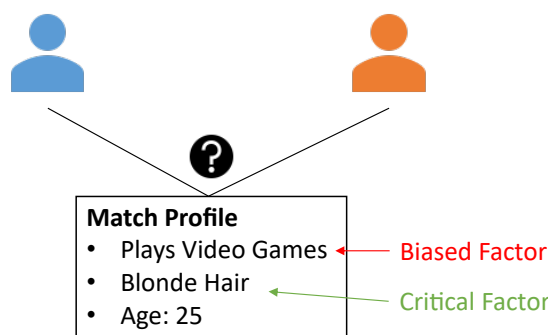 ?
Match Profile
• Plays Video Games
Biased Factor
• Blonde Hair
Critical Factor
• Age: 25